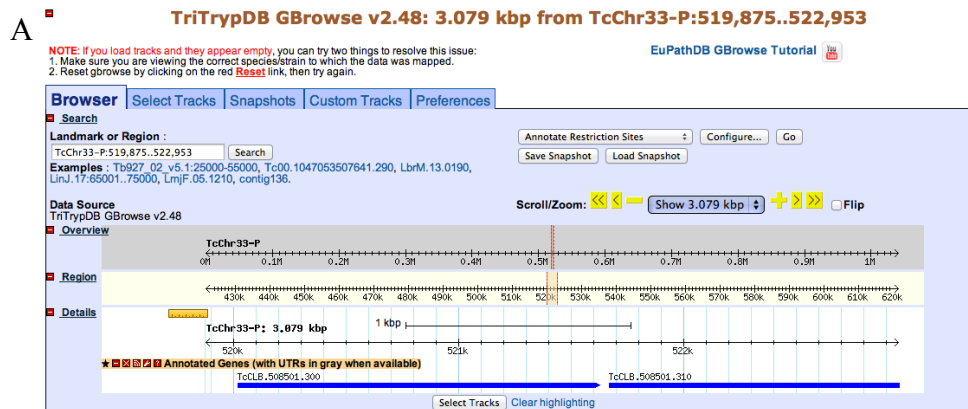 A
TriTrypDB GBrowse v2.48: 3.079 kbp from TcChr33-P:519,875..522,953
NOTE: If you load tracks and they appear empty, you can try two things to resolve this issue:
1. Make sure you are viewing the correct species/strain to which the data was mapped.
2. Reset gbrowse by clicking on the red Reset link, then try again.
EuPathDB GBrowse Tutorial You Tube
Browser Select Tracks Snapshots Custom Tracks Preferences
Search
Landmark or Region :
TcChr33-P:519,875..522,953 Search
Annotate Restriction Sites Configure... Go
Save Snapshot Load Snapshot
Examples : Tb927_02_v5.1:25000-55000, Tc00.1047053507641.290, LbrM.13.0190,
LinJ.17:65001..75000, LmjF.05.1210, contig136.
Data Source
TriTrypDB GBrowse v2.48
Scroll/Zoom: << < − Show 3.079 kbp + > >> Flip
Overview
TcChr33-P
0M 0.1M 0.2M 0.3M 0.4M 0.5M 0.6M 0.7M 0.8M 0.9M 1M
Region
430k 440k 450k 460k 470k 480k 490k 500k 510k 520k 530k 540k 550k 560k 570k 580k 590k 600k 610k 620k
Details
TcChr33-P: 3.079 kbp 1 kbp
520k 521k 522k
Annotated Genes (with UTRs in gray when available)
TcCLB.508501.300 TcCLB.508501.310
Select Tracks Clear highlighting